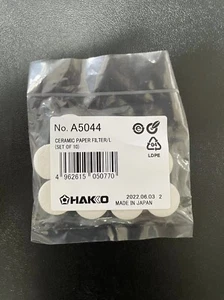 No. A5044
CERAMIC PAPER FILTER/L
(SET OF 10)
4 962615 050770
HAKKO
2022.06.03 2
MADE IN JAPAN
04
LDPE